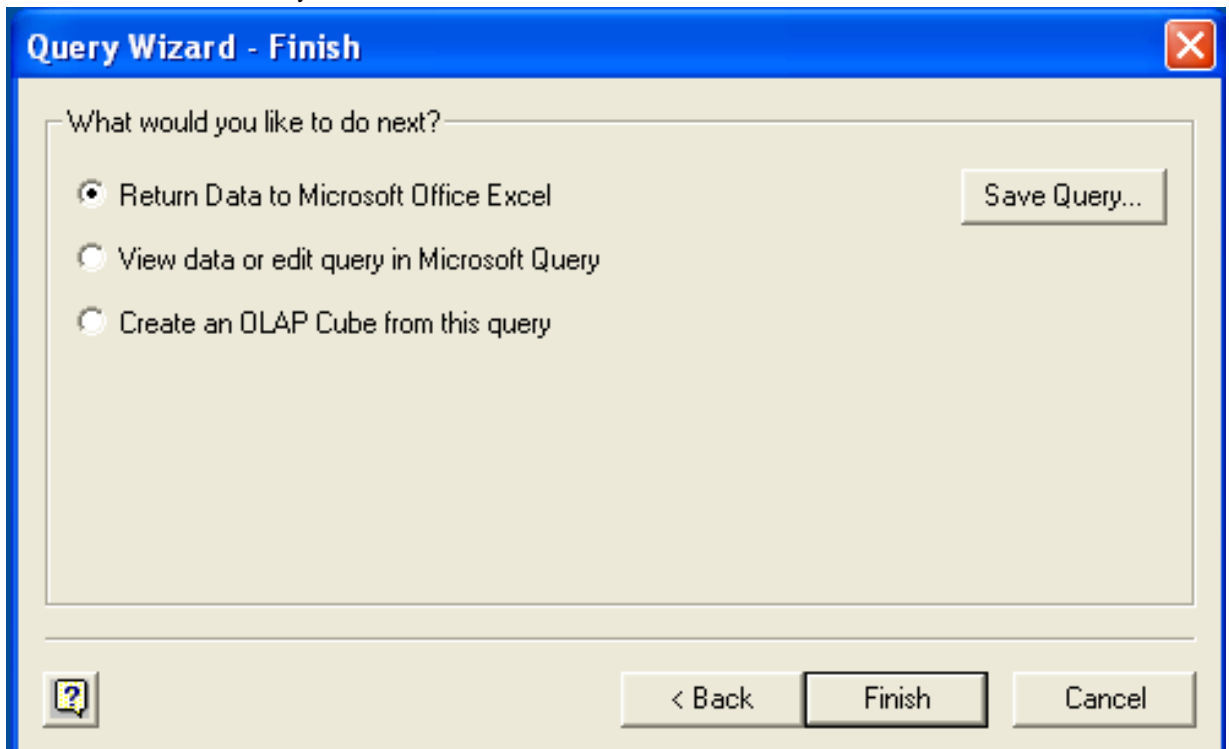 Query Wizard - Finish
What would you like to do next?
Return Data to Microsoft Office Excel
Save Query...
View data or edit query in Microsoft Query
Create an OLAP Cube from this query
?
< Back
Finish
Cancel